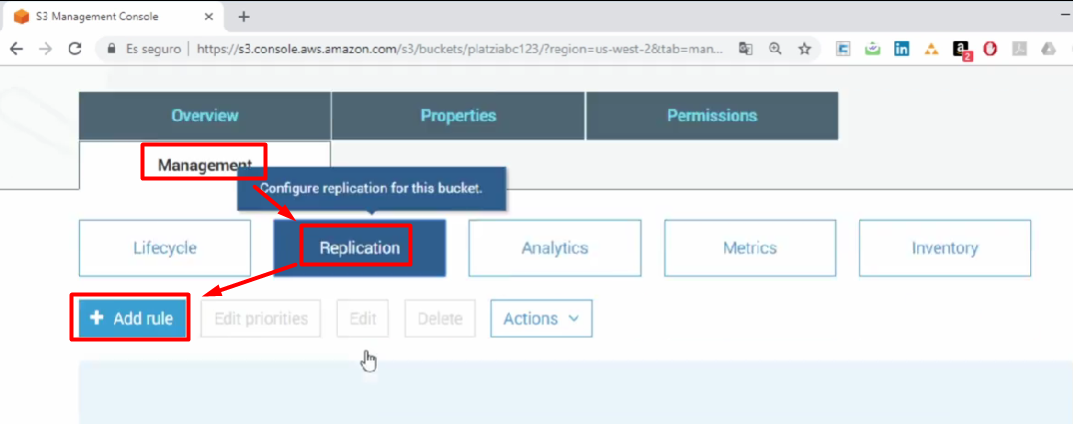 S3 Management Console
Es seguro | https://s3.console.aws.amazon.com/s3/buckets/platziabc123/?region=us-west-2&tab=man...
in
a
2
Overview
Properties
Permissions
Management
Configure replication for this bucket.
Lifecycle
Replication
Analytics
Metrics
Inventory
+ Add rule
Edit priorities
Edit
Delete
Actions